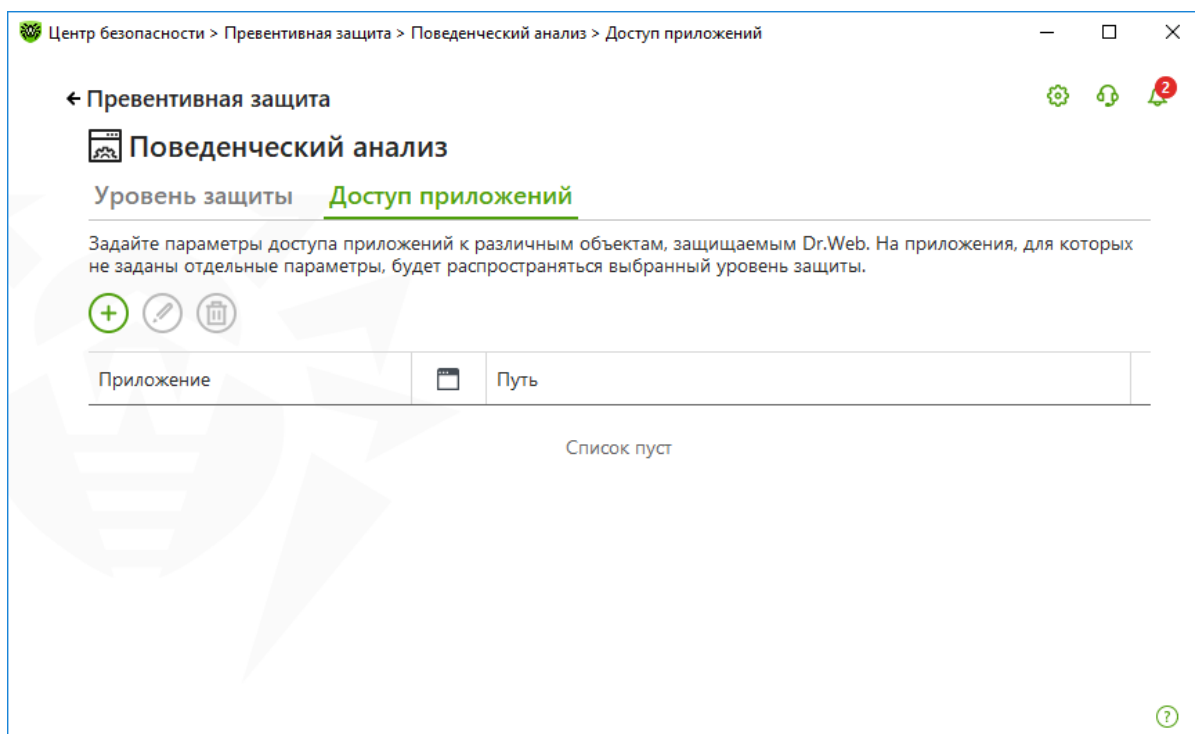 Центр безопасности > Превентивная защита > Поведенческий анализ > Доступ приложений
Превентивная защита
2
Поведенческий анализ
Уровень защиты Доступ приложений
Задайте параметры доступа приложений к различным объектам, защищаемым Dr.Web. На приложения, для которых
не заданы отдельные параметры, будет распространяться выбранный уровень защиты.
Приложение Путь
Список пуст
?